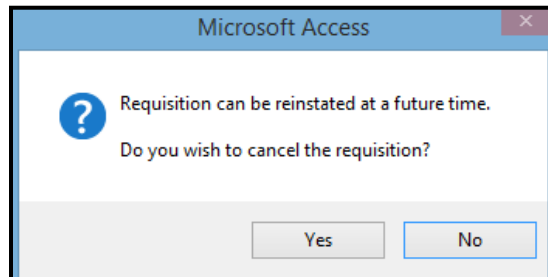 Microsoft Access
Requisition can be reinstated at a future time.
Do you wish to cancel the requisition?
Yes No